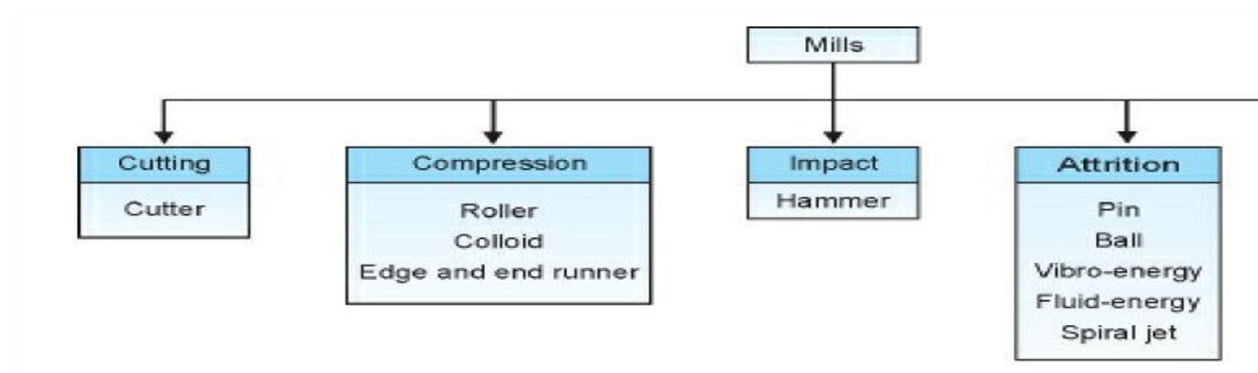 Mills
Cutting
Cutter
Compression
Roller
Colloid
Edge and end runner
Impact
Hammer
Attrition
Pin
Ball
Vibro-energy
Fluid-energy
Spiral jet